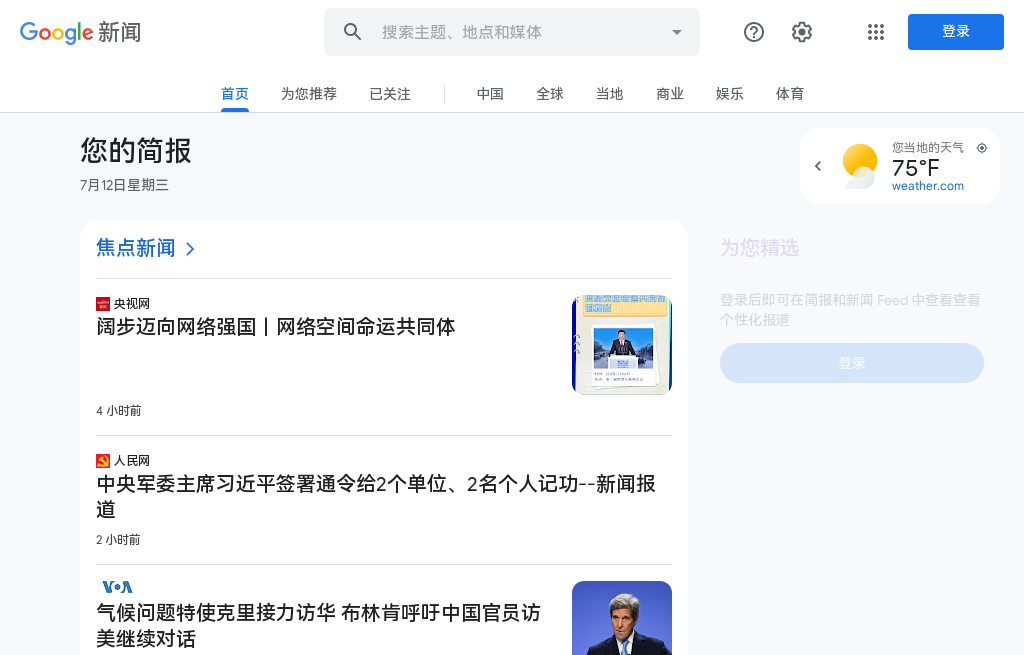 Google 新闻
搜索主题、地点和媒体
登录
首页
为您推荐
已关注
中国
全球
当地
商业
娱乐
体育
您的简报
7月12日星期三
您当地的天气
75°F
weather.com
焦点新闻
央视网
阔步迈向网络强国丨网络空间命运共同体
4 小时前
人民网
中央军委主席习近平签署通令给2个单位、2名个人记功--新闻报
道
2 小时前
VOA
气候问题特使克里接力访华 布林肯呼吁中国官员访
美继续对话
为您精选
登录后即可在简报和新闻 Feed 中查看查看
个性化报道
登录